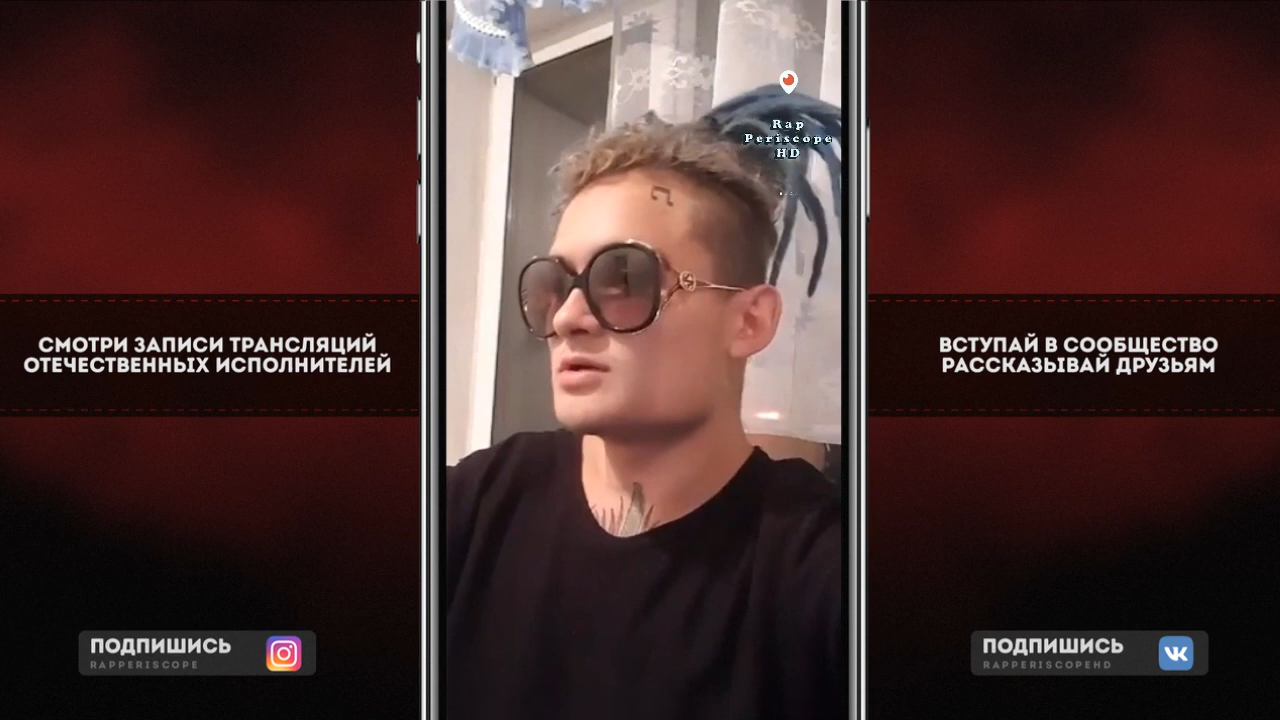 Rap
Periscope
HD
СМОТРИ ЗАПИСИ ТРАНСЛЯЦИЙ
ОТЕЧЕСТВЕННЫХ ИСПОЛНИТЕЛЕЙ
ВСТУПАЙ В СООБЩЕСТВО
РАССКАЗЫВАЙ ДРУЗЬЯМ
ПОДПИШИСЬ
RAPPERISCOPE
ПОДПИШИСЬ
RAPPERISCOPEHD